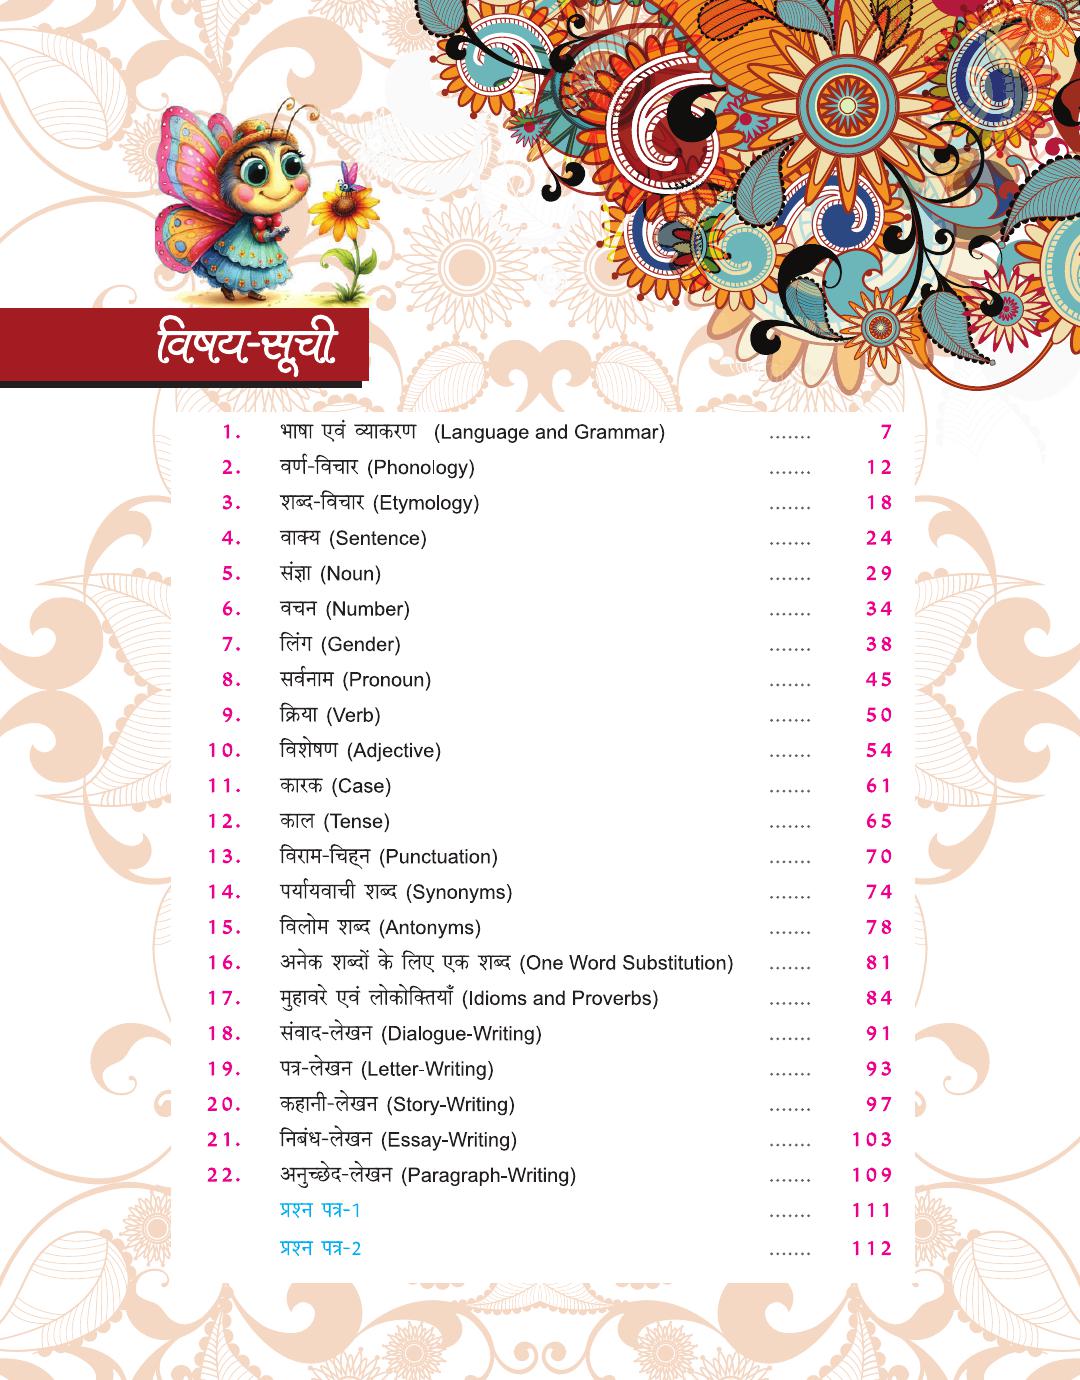 विषय-सूची
1. भाषा एवं व्याकरण (Language and Grammar) ....... 7
2. वर्ण-विचार (Phonology) ....... 12
3. शब्द-विचार (Etymology) ....... 18
4. वाक्य (Sentence) ....... 24
5. संज्ञा (Noun) ....... 29
6. वचन (Number) ....... 34
7. लिंग (Gender) ....... 38
8. सर्वनाम (Pronoun) ....... 45
9. क्रिया (Verb) ....... 50
10. विशेषण (Adjective) ....... 54
11. कारक (Case) ....... 61
12. काल (Tense) ....... 65
13. विराम-चिह्न (Punctuation) ....... 70
14. पर्यायवाची शब्द (Synonyms) ....... 74
15. विलोम शब्द (Antonyms) ....... 78
16. अनेक शब्दों के लिए एक शब्द (One Word Substitution) ....... 81
17. मुहावरे एवं लोकोक्तियाँ (Idioms and Proverbs) ....... 84
18. संवाद-लेखन (Dialogue-Writing) ....... 91
19. पत्र-लेखन (Letter-Writing) ....... 93
20. कहानी-लेखन (Story-Writing) ....... 97
21. निबंध-लेखन (Essay-Writing) ....... 103
22. अनुच्छेद-लेखन (Paragraph-Writing) ....... 109
प्रश्न पत्र-1 ....... 111
प्रश्न पत्र-2 ....... 112